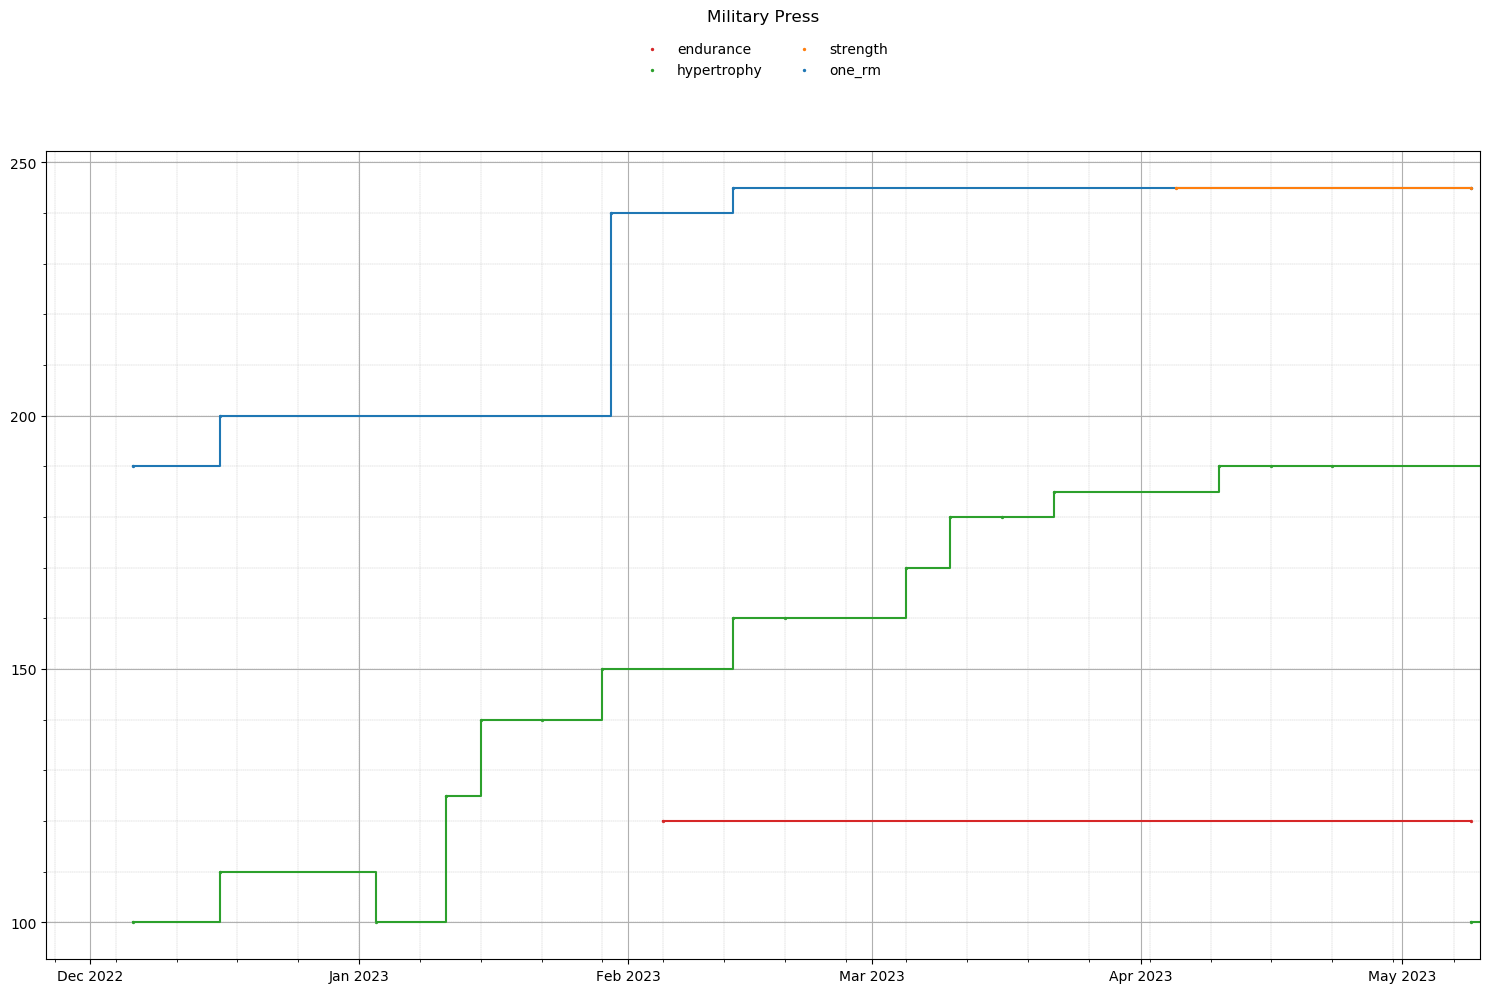 Military Press
endurance strength
hypertrophy one_rm
250
200
150
100
Dec 2022 Jan 2023 Feb 2023 Mar 2023 Apr 2023 May 2023